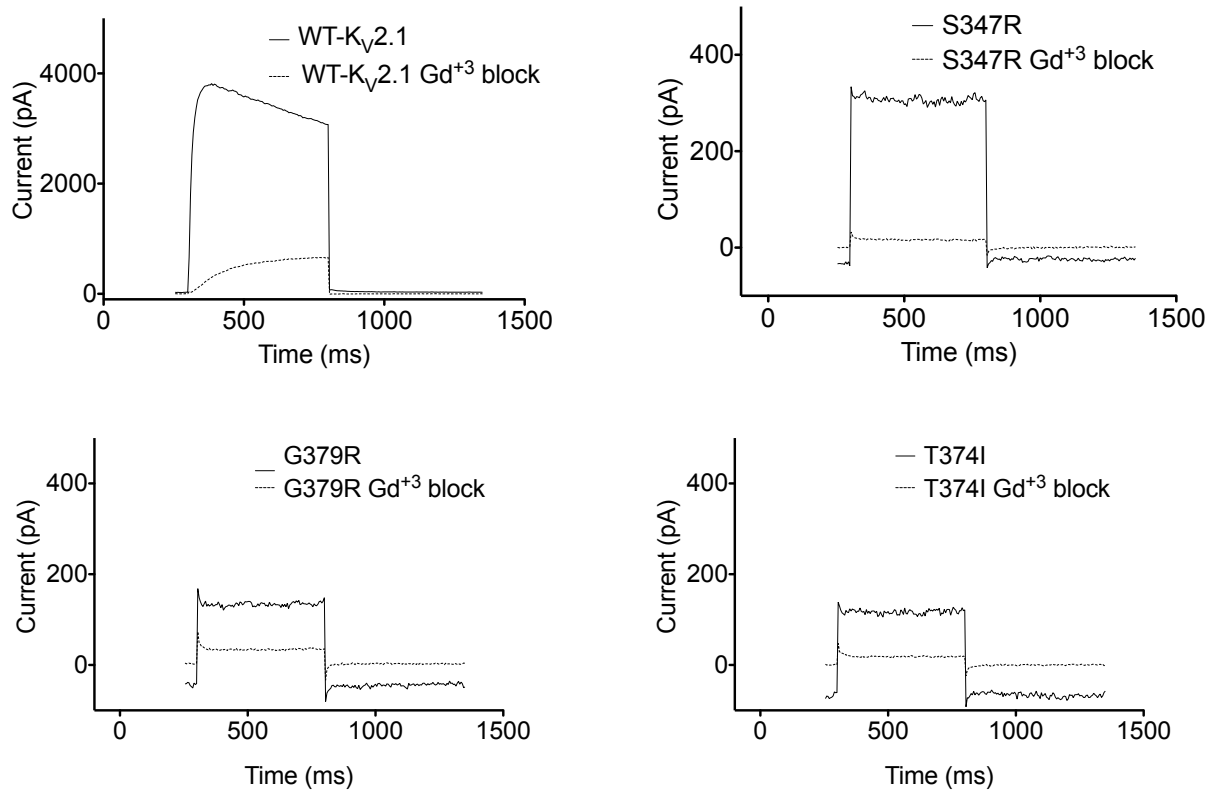 WT-KV2.1
WT-KV2.1 Gd+3 block
Current (pA)
4000
2000
0
0
500
1000
1500
Time (ms)
S347R
S347R Gd+3 block
Current (pA)
400
200
0
0
500
1000
1500
Time (ms)
G379R
G379R Gd+3 block
Current (pA)
400
200
0
0
500
1000
1500
Time (ms)
T374I
T374I Gd+3 block
Current (pA)
400
200
0
0
500
1000
1500
Time (ms)